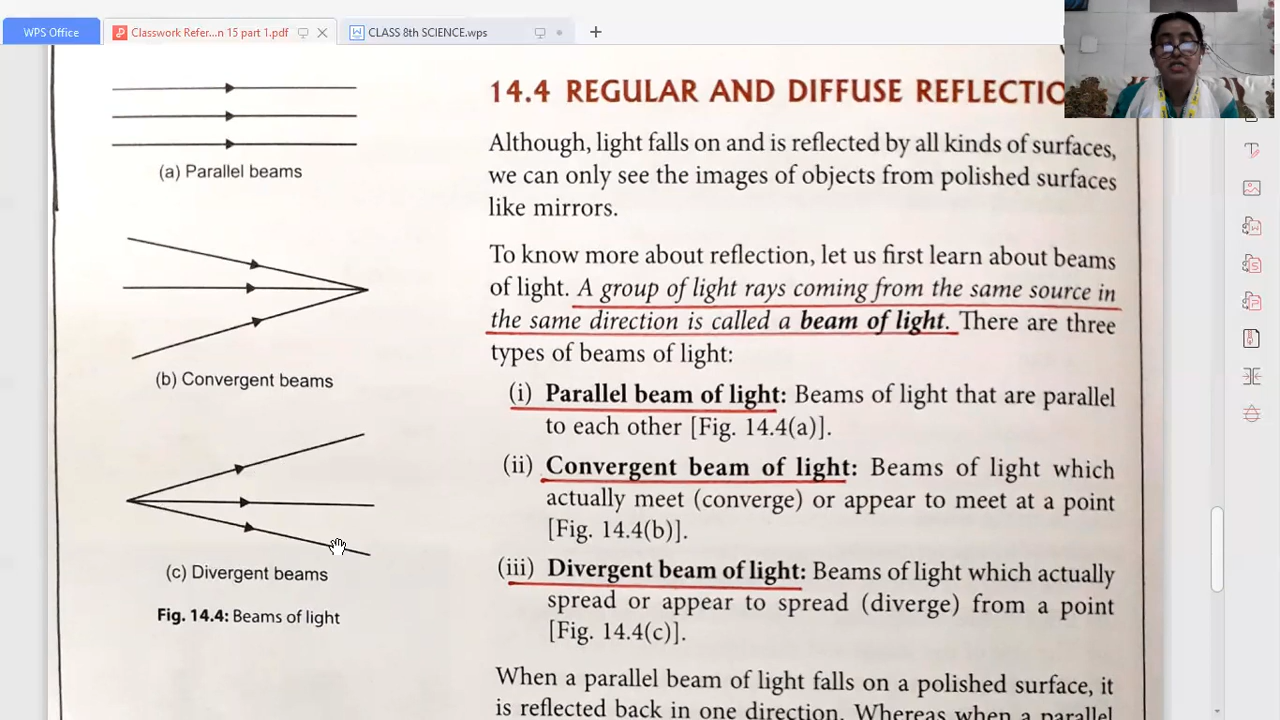 WPS Office
Classwork Refer...n 15 part 1.pdf
CLASS 8th SCIENCE.wps
(a) Parallel beams
(b) Convergent beams
(c) Divergent beams
Fig. 14.4: Beams of light
14.4 REGULAR AND DIFFUSE REFLECTIO
Although, light falls on and is reflected by all kinds of surfaces,
we can only see the images of objects from polished surfaces
like mirrors.
To know more about reflection, let us first learn about beams
of light. A group of light rays coming from the same source in
the same direction is called a beam of light. There are three
types of beams of light:
(i) Parallel beam of light: Beams of light that are parallel
to each other [Fig. 14.4(a)].
(ii) Convergent beam of light: Beams of light which
actually meet (converge) or appear to meet at a point
[Fig. 14.4(b)].
(iii) Divergent beam of light: Beams of light which actually
spread or appear to spread (diverge) from a point
[Fig. 14.4(c)].
When a parallel beam of light falls on a polished surface, it
is reflected back in one direction. Whereas when a parallel